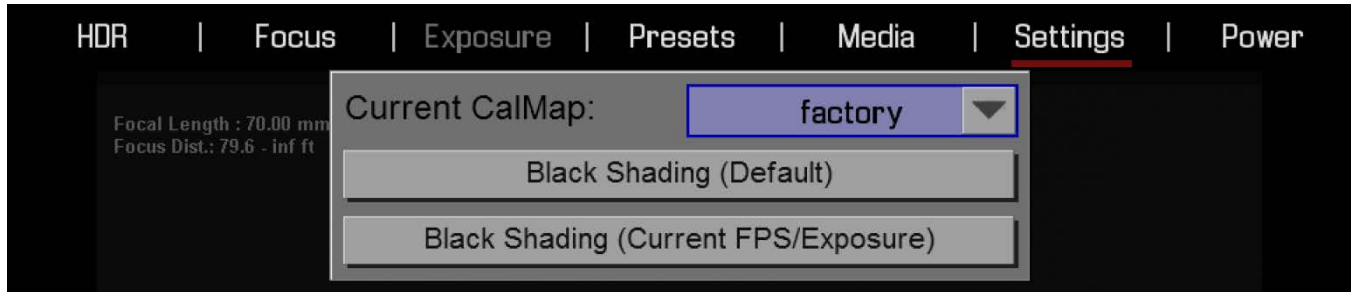 HDR | Focus | Exposure | Presets | Media | Settings | Power
Focal Length : 70.00 mm
Focus Dist.: 79.6 - inf ft
Current CalMap: factory
Black Shading (Default)
Black Shading (Current FPS/Exposure)